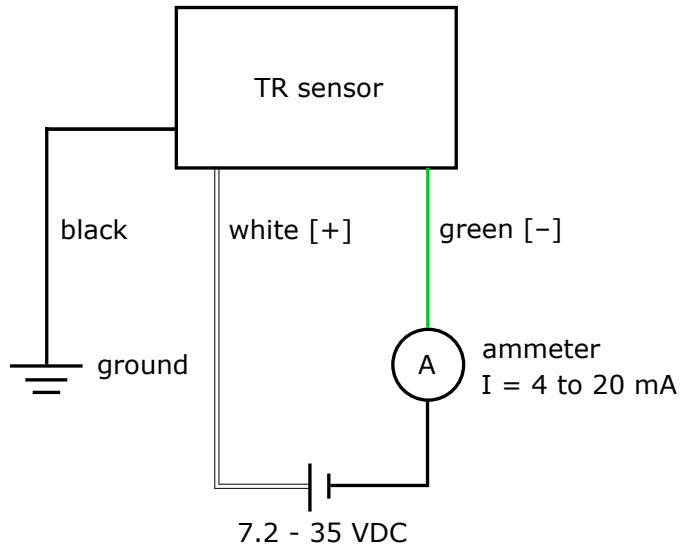 TR sensor
black
white [+]
green [–]
ground
A
ammeter
I = 4 to 20 mA
7.2 - 35 VDC